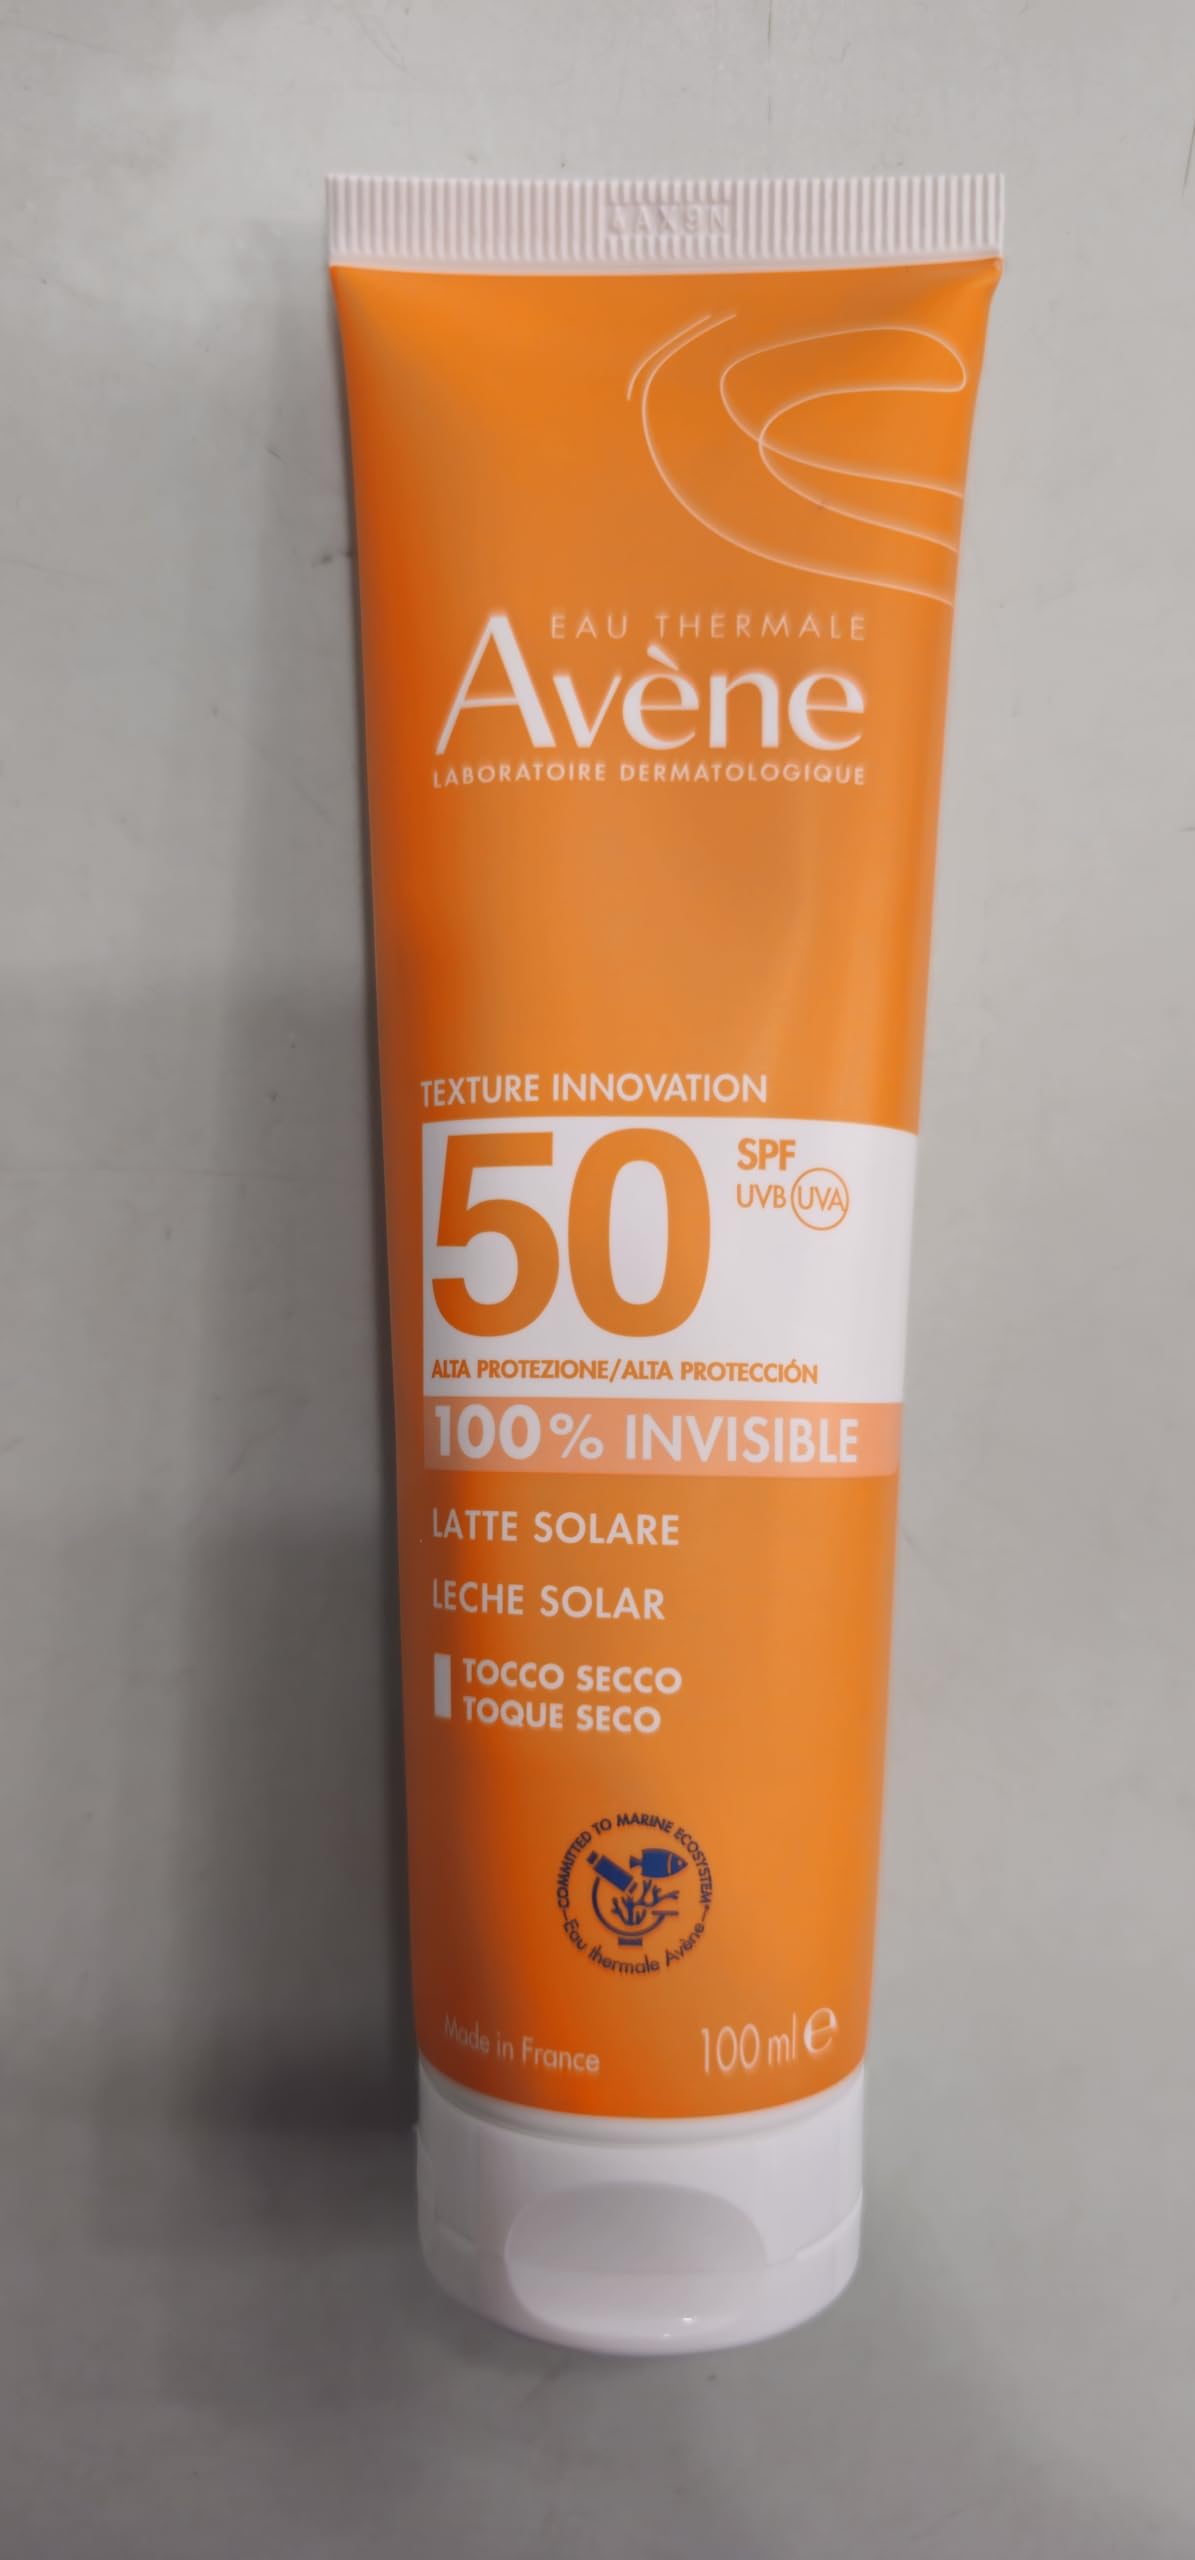 EAU THERMALE
Avène
LABORATOIRE DERMATOLOGIQUE
TEXTURE INNOVATION
50 SPF
UVB UVA
ALTA PROTEZIONE/ALTA PROTECCIÓN
100% INVISIBLE
LATTE SOLARE
LECHE SOLAR
TOCCO SECCO
TOQUE SECO
COMMITTED TO MARINE ECOSYSTEM*
Eau thermale Avène
Made in France
100 ml e